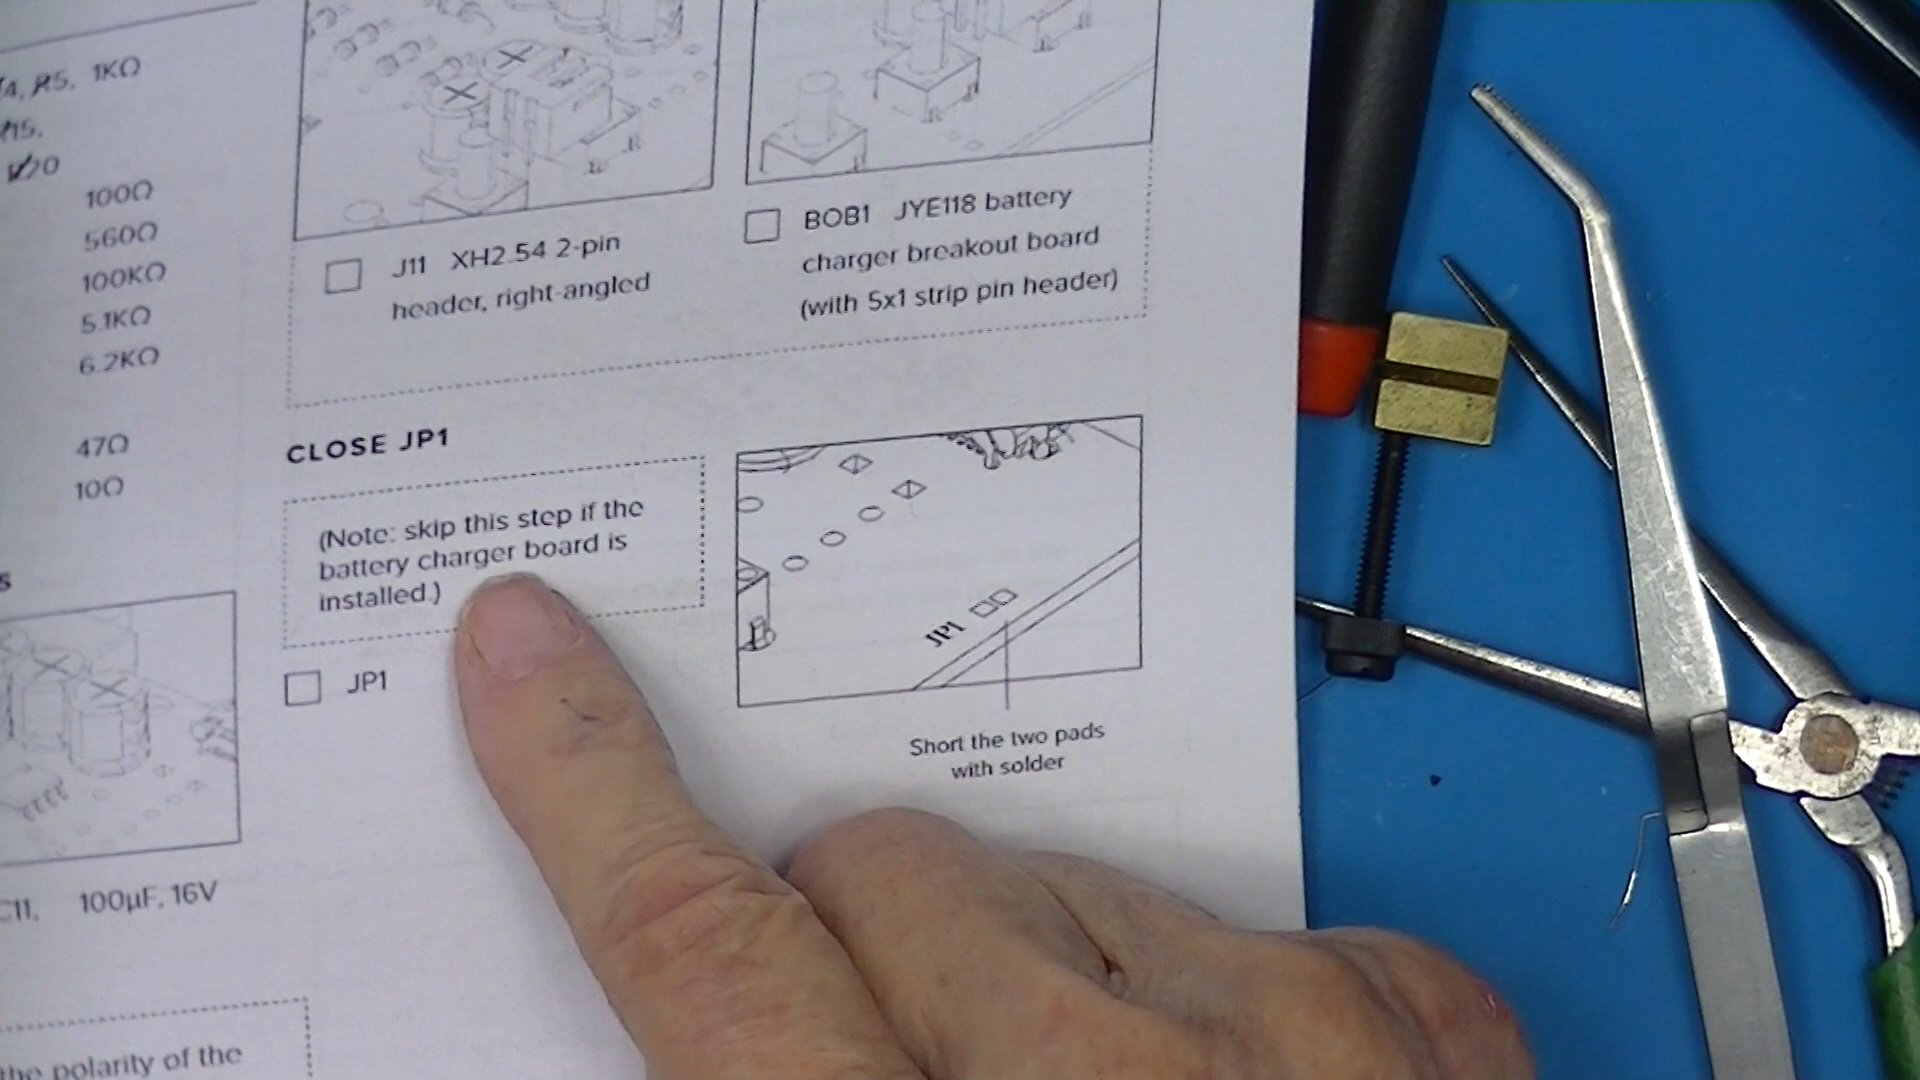 R5, 1KΩ
100Ω
560Ω
100KΩ
5.1KΩ
6.2KΩ
47Ω
10Ω
C11, 100µF, 16V
the polarity of the
J11 XH2.54 2-pin
header, right-angled
BOB1 JYE118 battery
charger breakout board
(with 5x1 strip pin header)
CLOSE JP1
(Note: skip this step if the
battery charger board is
installed.)
JP1
JP1
Short the two pads
with solder